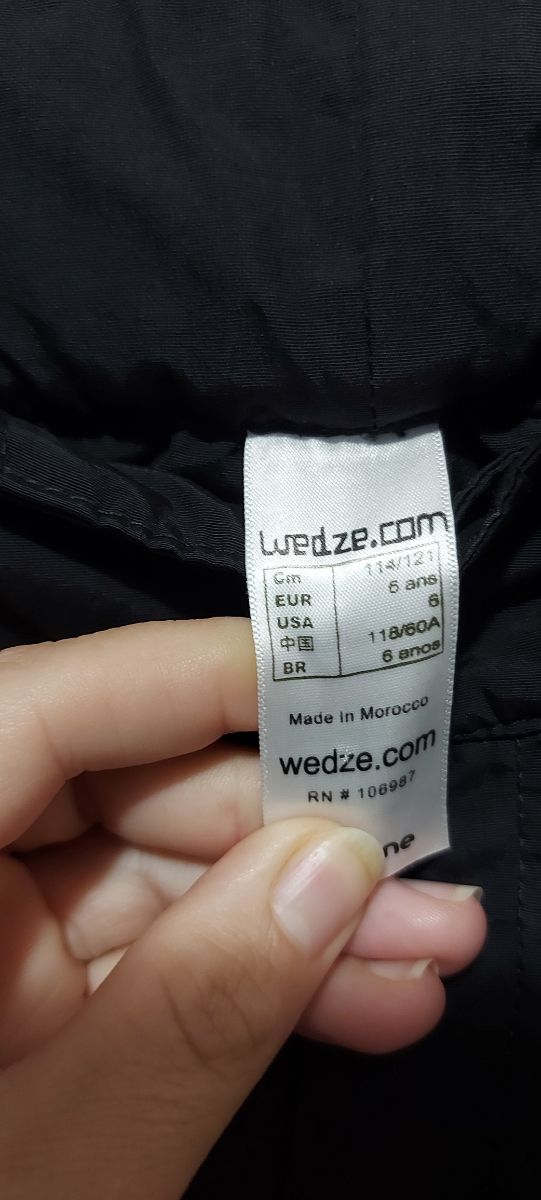 wedze.com
Cm 114/121
EUR 6 ans
USA 6
中国 118/60A
BR 6 anos
Made in Morocco
wedze.com
RN # 106987